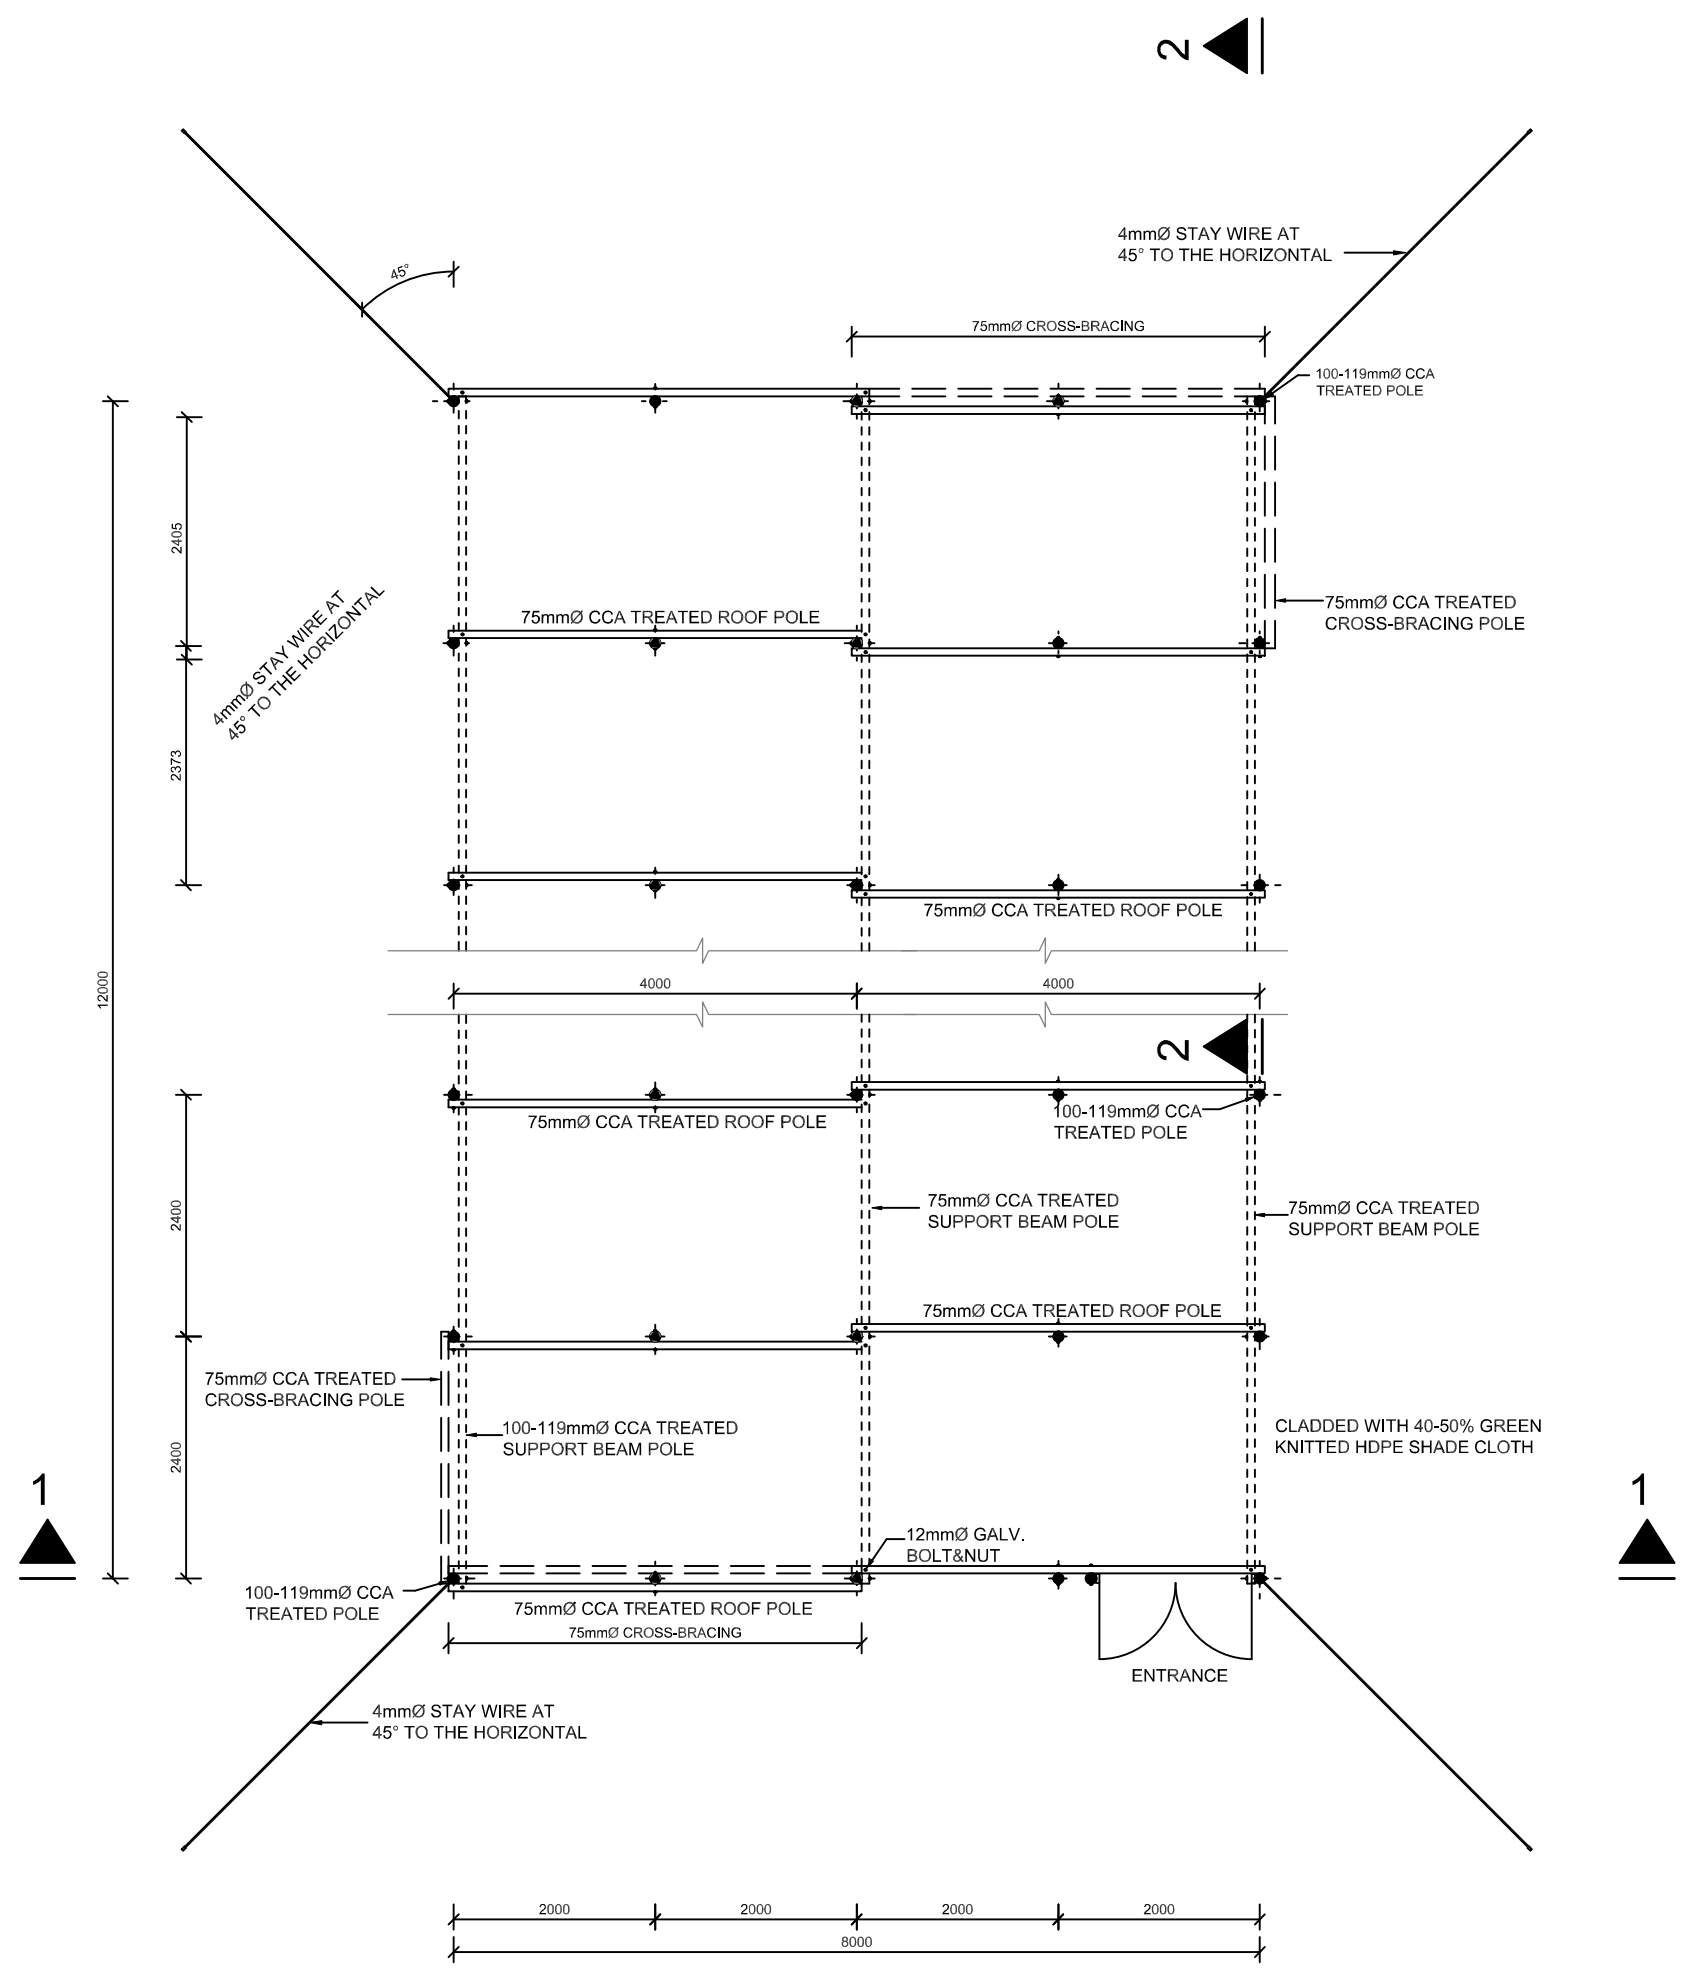 2
4mmØ STAY WIRE AT
45° TO THE HORIZONTAL
45°
75mmØ CROSS-BRACING
100-119mmØ CCA
TREATED POLE
2405
4mmØ STAY WIRE AT
45° TO THE HORIZONTAL
75mmØ CCA TREATED ROOF POLE
75mmØ CCA TREATED
CROSS-BRACING POLE
2373
75mmØ CCA TREATED ROOF POLE
12000
4000
4000
2
75mmØ CCA TREATED ROOF POLE
100-119mmØ CCA
TREATED POLE
2400
75mmØ CCA TREATED
SUPPORT BEAM POLE
75mmØ CCA TREATED
SUPPORT BEAM POLE
75mmØ CCA TREATED ROOF POLE
75mmØ CCA TREATED
CROSS-BRACING POLE
100-119mmØ CCA TREATED
SUPPORT BEAM POLE
CLADDED WITH 40-50% GREEN
KNITTED HDPE SHADE CLOTH
2400
1
1
12mmØ GALV.
BOLT&NUT
100-119mmØ CCA
TREATED POLE
75mmØ CCA TREATED ROOF POLE
75mmØ CROSS-BRACING
ENTRANCE
4mmØ STAY WIRE AT
45° TO THE HORIZONTAL
2000
2000
2000
2000
8000